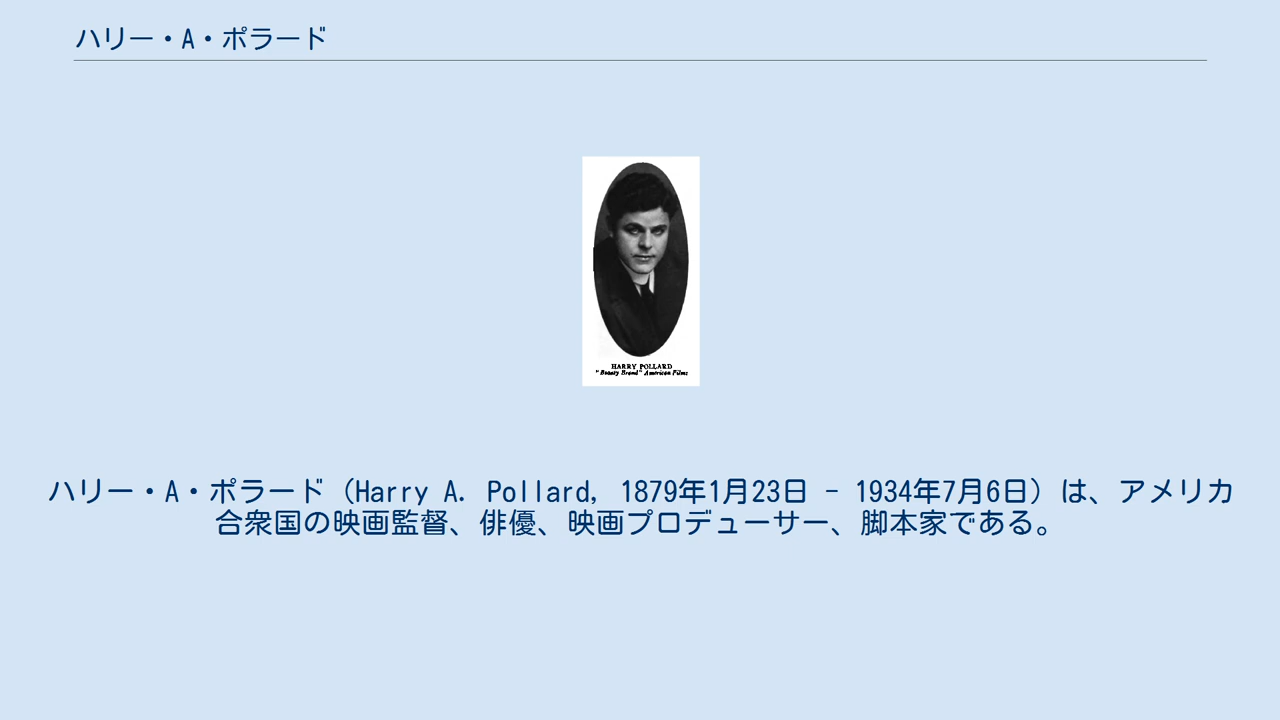 ハリー・A・ポラード
HARRY POLLARD
"Beauty Brand" American Films
ハリー・A・ポラード（Harry A. Pollard, 1879年1月23日 - 1934年7月6日）は、アメリカ
合衆国の映画監督、俳優、映画プロデューサー、脚本家である。